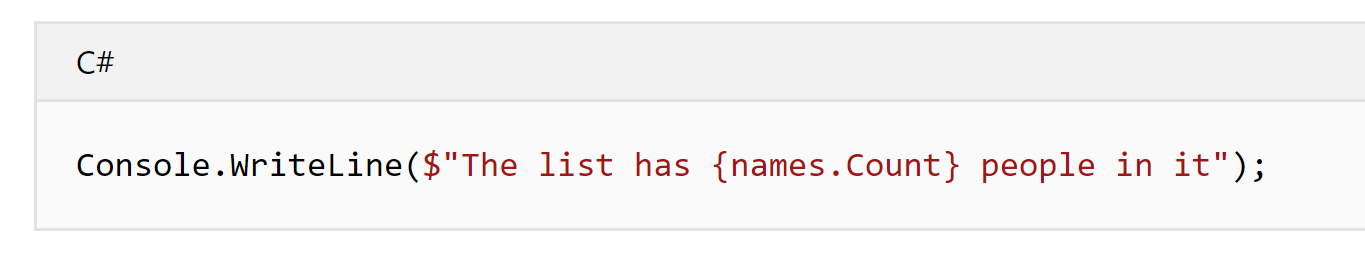 C#
Console.WriteLine($"The list has {names.Count} people in it");